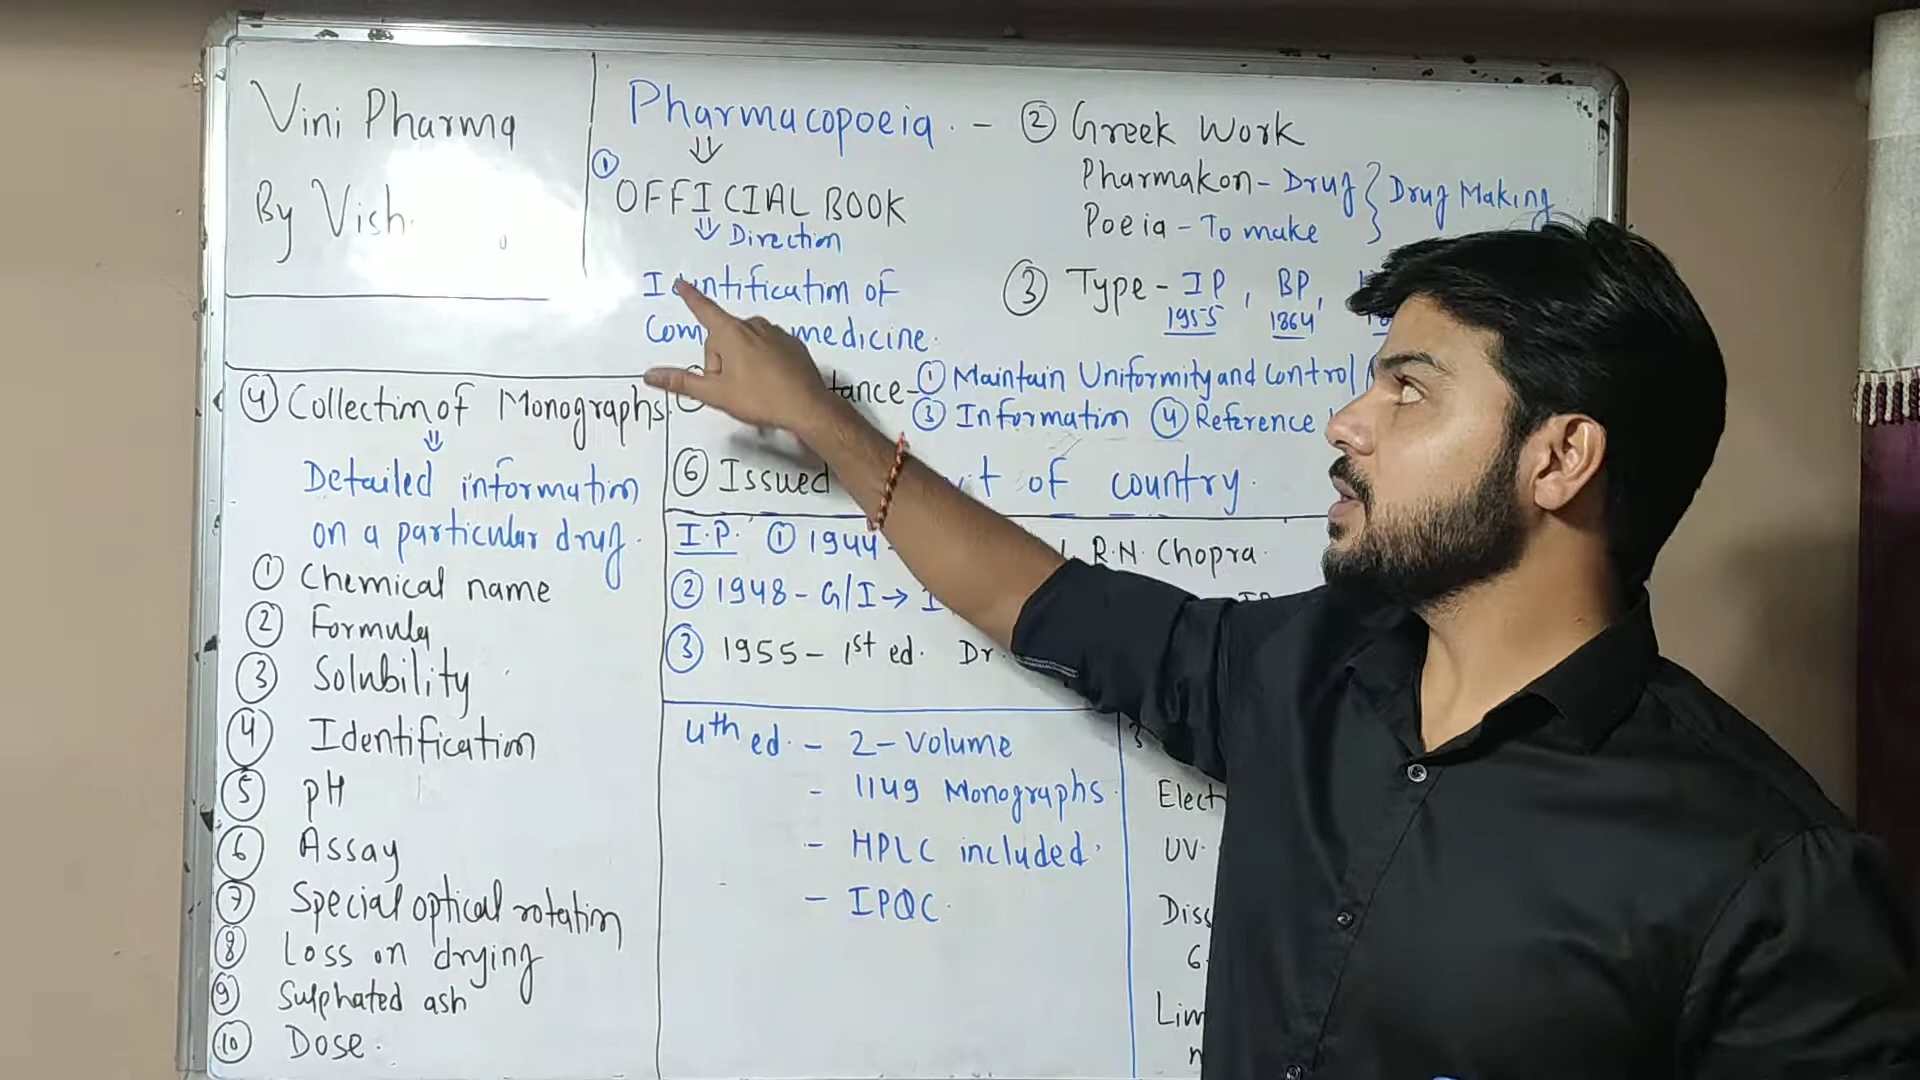 Vini Pharma
By Vish.
Pharmacopoeia. - ② Greek Work
⇓
① OFFICIAL BOOK
⇓ Direction
Identification of
medicine.
Pharmakon - Drug } Drug Making
Poeia - To make
③ Type - IP, BP,
1955 1864
① Maintain Uniformity and Control
③ Information ④ Reference
⑥ Issued of country.
④ Collection of Monographs.
⇓
Detailed information
on a particular drug.
① Chemical name
② Formula
③ Solubility
④ Identification
⑤ pH
⑥ Assay
⑦ Special optical rotation
⑧ Loss on drying
⑨ Sulphated ash
⑩ Dose.
I.P. ① 1944 - R.N. Chopra.
② 1948 - G/I →
③ 1955 - 1st ed. Dr.
4th ed. - 2 - Volume
- 1149 Monographs.
- HPLC included.
- IPQC.
UV.